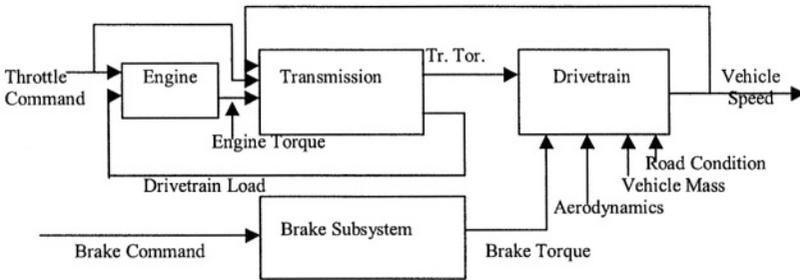 Tr. Tor.
Throttle
Command
Engine
Transmission
Drivetrain
Vehicle
Speed
Engine Torque
Road Condition
Drivetrain Load
Vehicle Mass
Aerodynamics
Brake Subsystem
Brake Command
Brake Torque